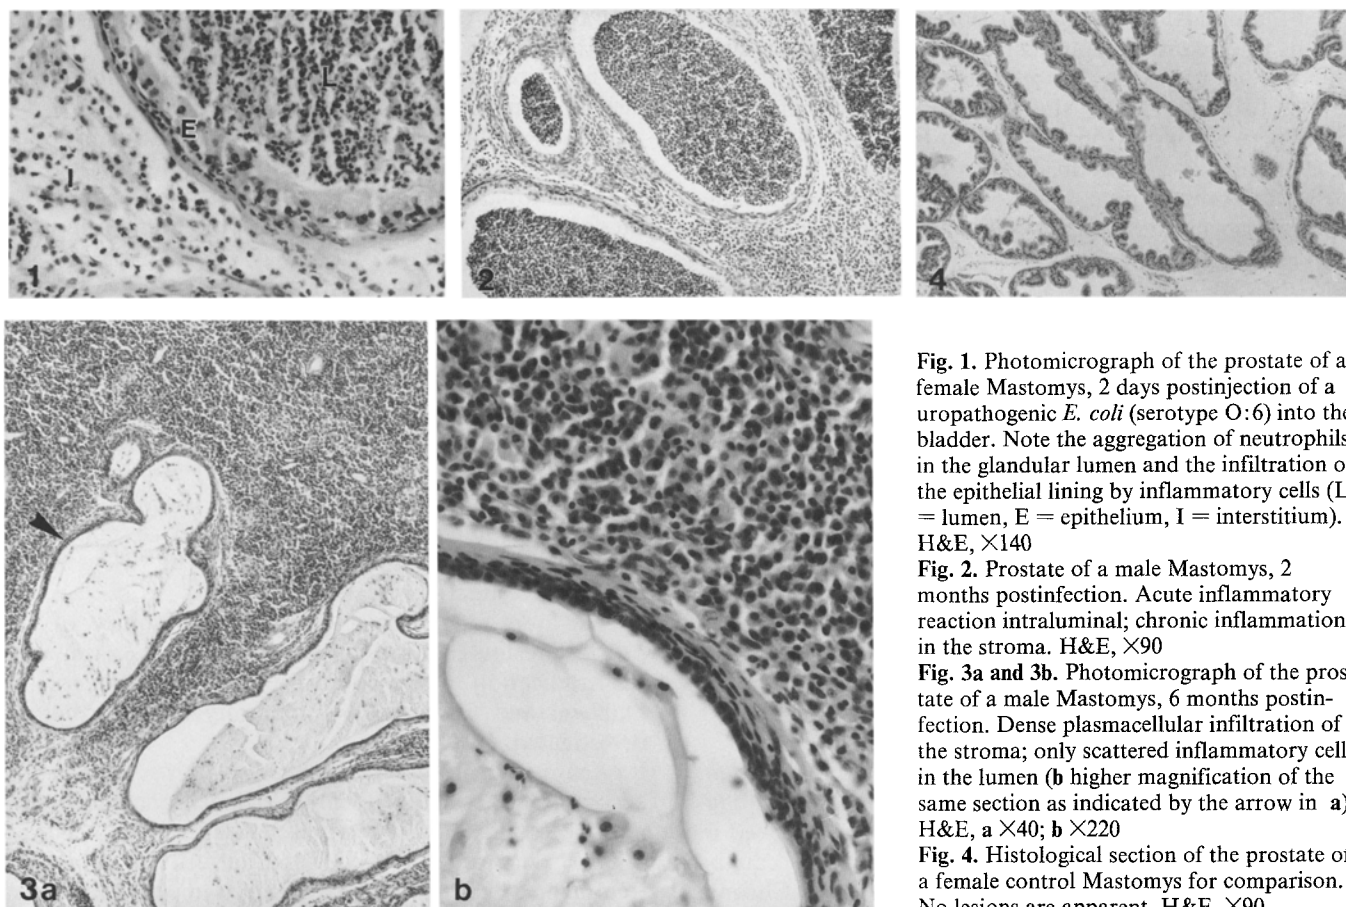 L
E
I
1
2
4
3a
b
Fig. 1. Photomicrograph of the prostate of a
female Mastomys, 2 days postinjection of a
uropathogenic E. coli (serotype O:6) into the
bladder. Note the aggregation of neutrophils
in the glandular lumen and the infiltration o
the epithelial lining by inflammatory cells (L
= lumen, E = epithelium, I = interstitium).
H&E, ×140
Fig. 2. Prostate of a male Mastomys, 2
months postinfection. Acute inflammatory
reaction intraluminal; chronic inflammation
in the stroma. H&E, ×90
Fig. 3a and 3b. Photomicrograph of the pros-
tate of a male Mastomys, 6 months postin-
fection. Dense plasmacellular infiltration of
the stroma; only scattered inflammatory cell
in the lumen (b higher magnification of the
same section as indicated by the arrow in a)
H&E, a ×40; b ×220
Fig. 4. Histological section of the prostate o
a female control Mastomys for comparison.
No lesions are apparent. H&E, ×90